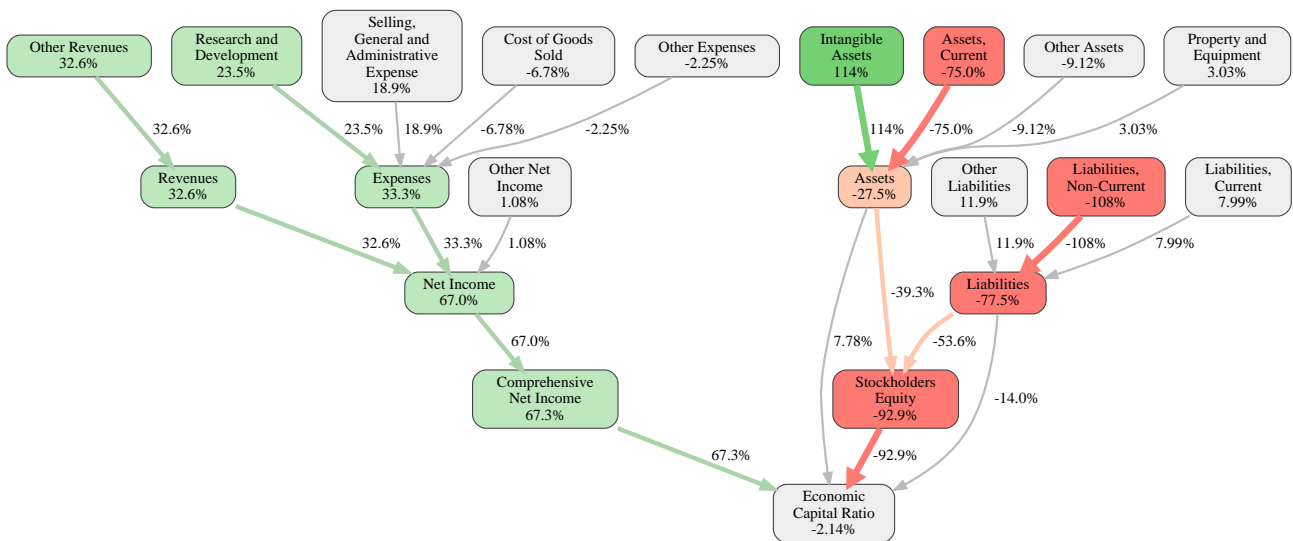 Other Revenues
32.6%
Research and
Development
23.5%
Selling,
General and
Administrative
Expense
18.9%
Cost of Goods
Sold
-6.78%
Other Expenses
-2.25%
Intangible
Assets
114%
Assets,
Current
-75.0%
Other Assets
-9.12%
Property and
Equipment
3.03%
32.6%
23.5%
18.9%
-6.78%
-2.25%
114%
-75.0%
-9.12%
3.03%
Revenues
32.6%
Expenses
33.3%
Other Net
Income
1.08%
Assets
-27.5%
Other
Liabilities
11.9%
Liabilities,
Non-Current
-108%
Liabilities,
Current
7.99%
32.6%
33.3%
1.08%
11.9%
-108%
7.99%
Net Income
67.0%
-39.3%
Liabilities
-77.5%
67.0%
7.78%
-53.6%
Comprehensive
Net Income
67.3%
Stockholders
Equity
-92.9%
-14.0%
67.3%
-92.9%
Economic
Capital Ratio
-2.14%